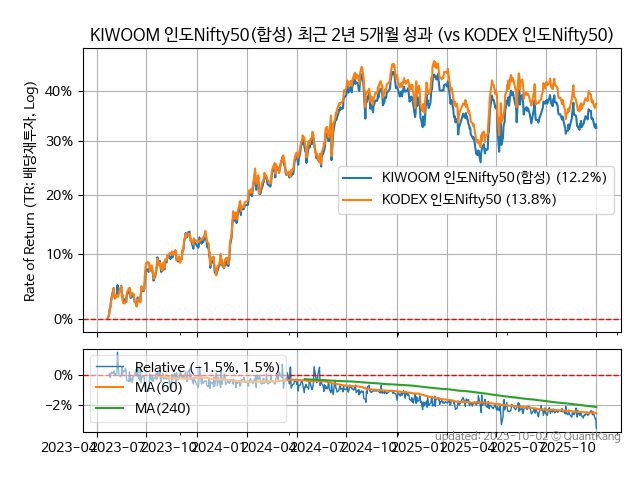 KIWOOM 인도Nifty50(합성) 최근 2년 5개월 성과 (vs KODEX 인도Nifty50)
Rate of Return (TR: 배당재투자, Log)
40%
30%
20%
10%
0%
KIWOOM 인도Nifty50(합성) (12.2%)
KODEX 인도Nifty50 (13.8%)
0%
−2%
Relative (−1.5%, 1.5%)
MA(60)
MA(240)
updated: 2025-10-02 © QuantKang
2023−04 2023−07 2023−10 2024−01 2024−04 2024−07 2024−10 2025−01 2025−04 2025−07 2025−10